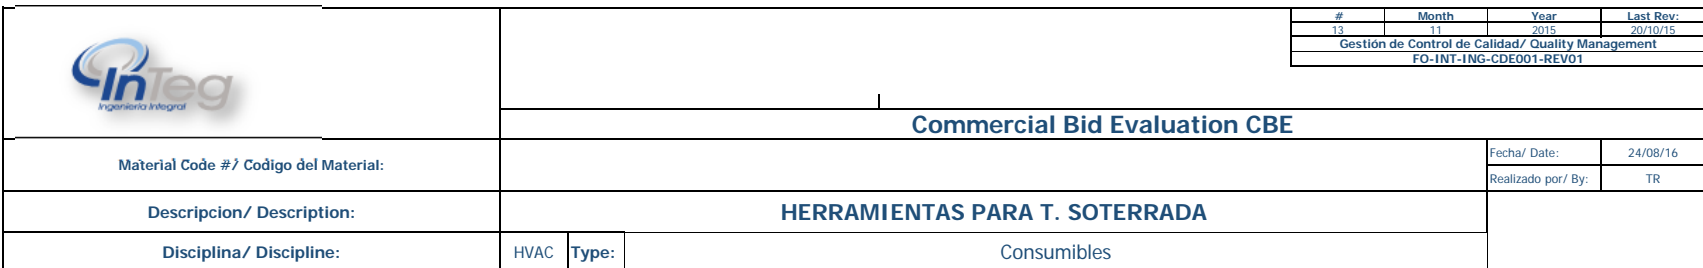 # Month Year Last Rev:
13 11 2015 20/10/15
Gestión de Control de Calidad/ Quality Management
FO-INT-ING-CDE001-REV01
InTeg
Ingeniería Integral
Commercial Bid Evaluation CBE
Material Code #/ Codigo del Material:
Fecha/ Date: 24/08/16
Realizado por/ By: TR
Descripcion/ Description: HERRAMIENTAS PARA T. SOTERRADA
Disciplina/ Discipline: HVAC Type: Consumibles